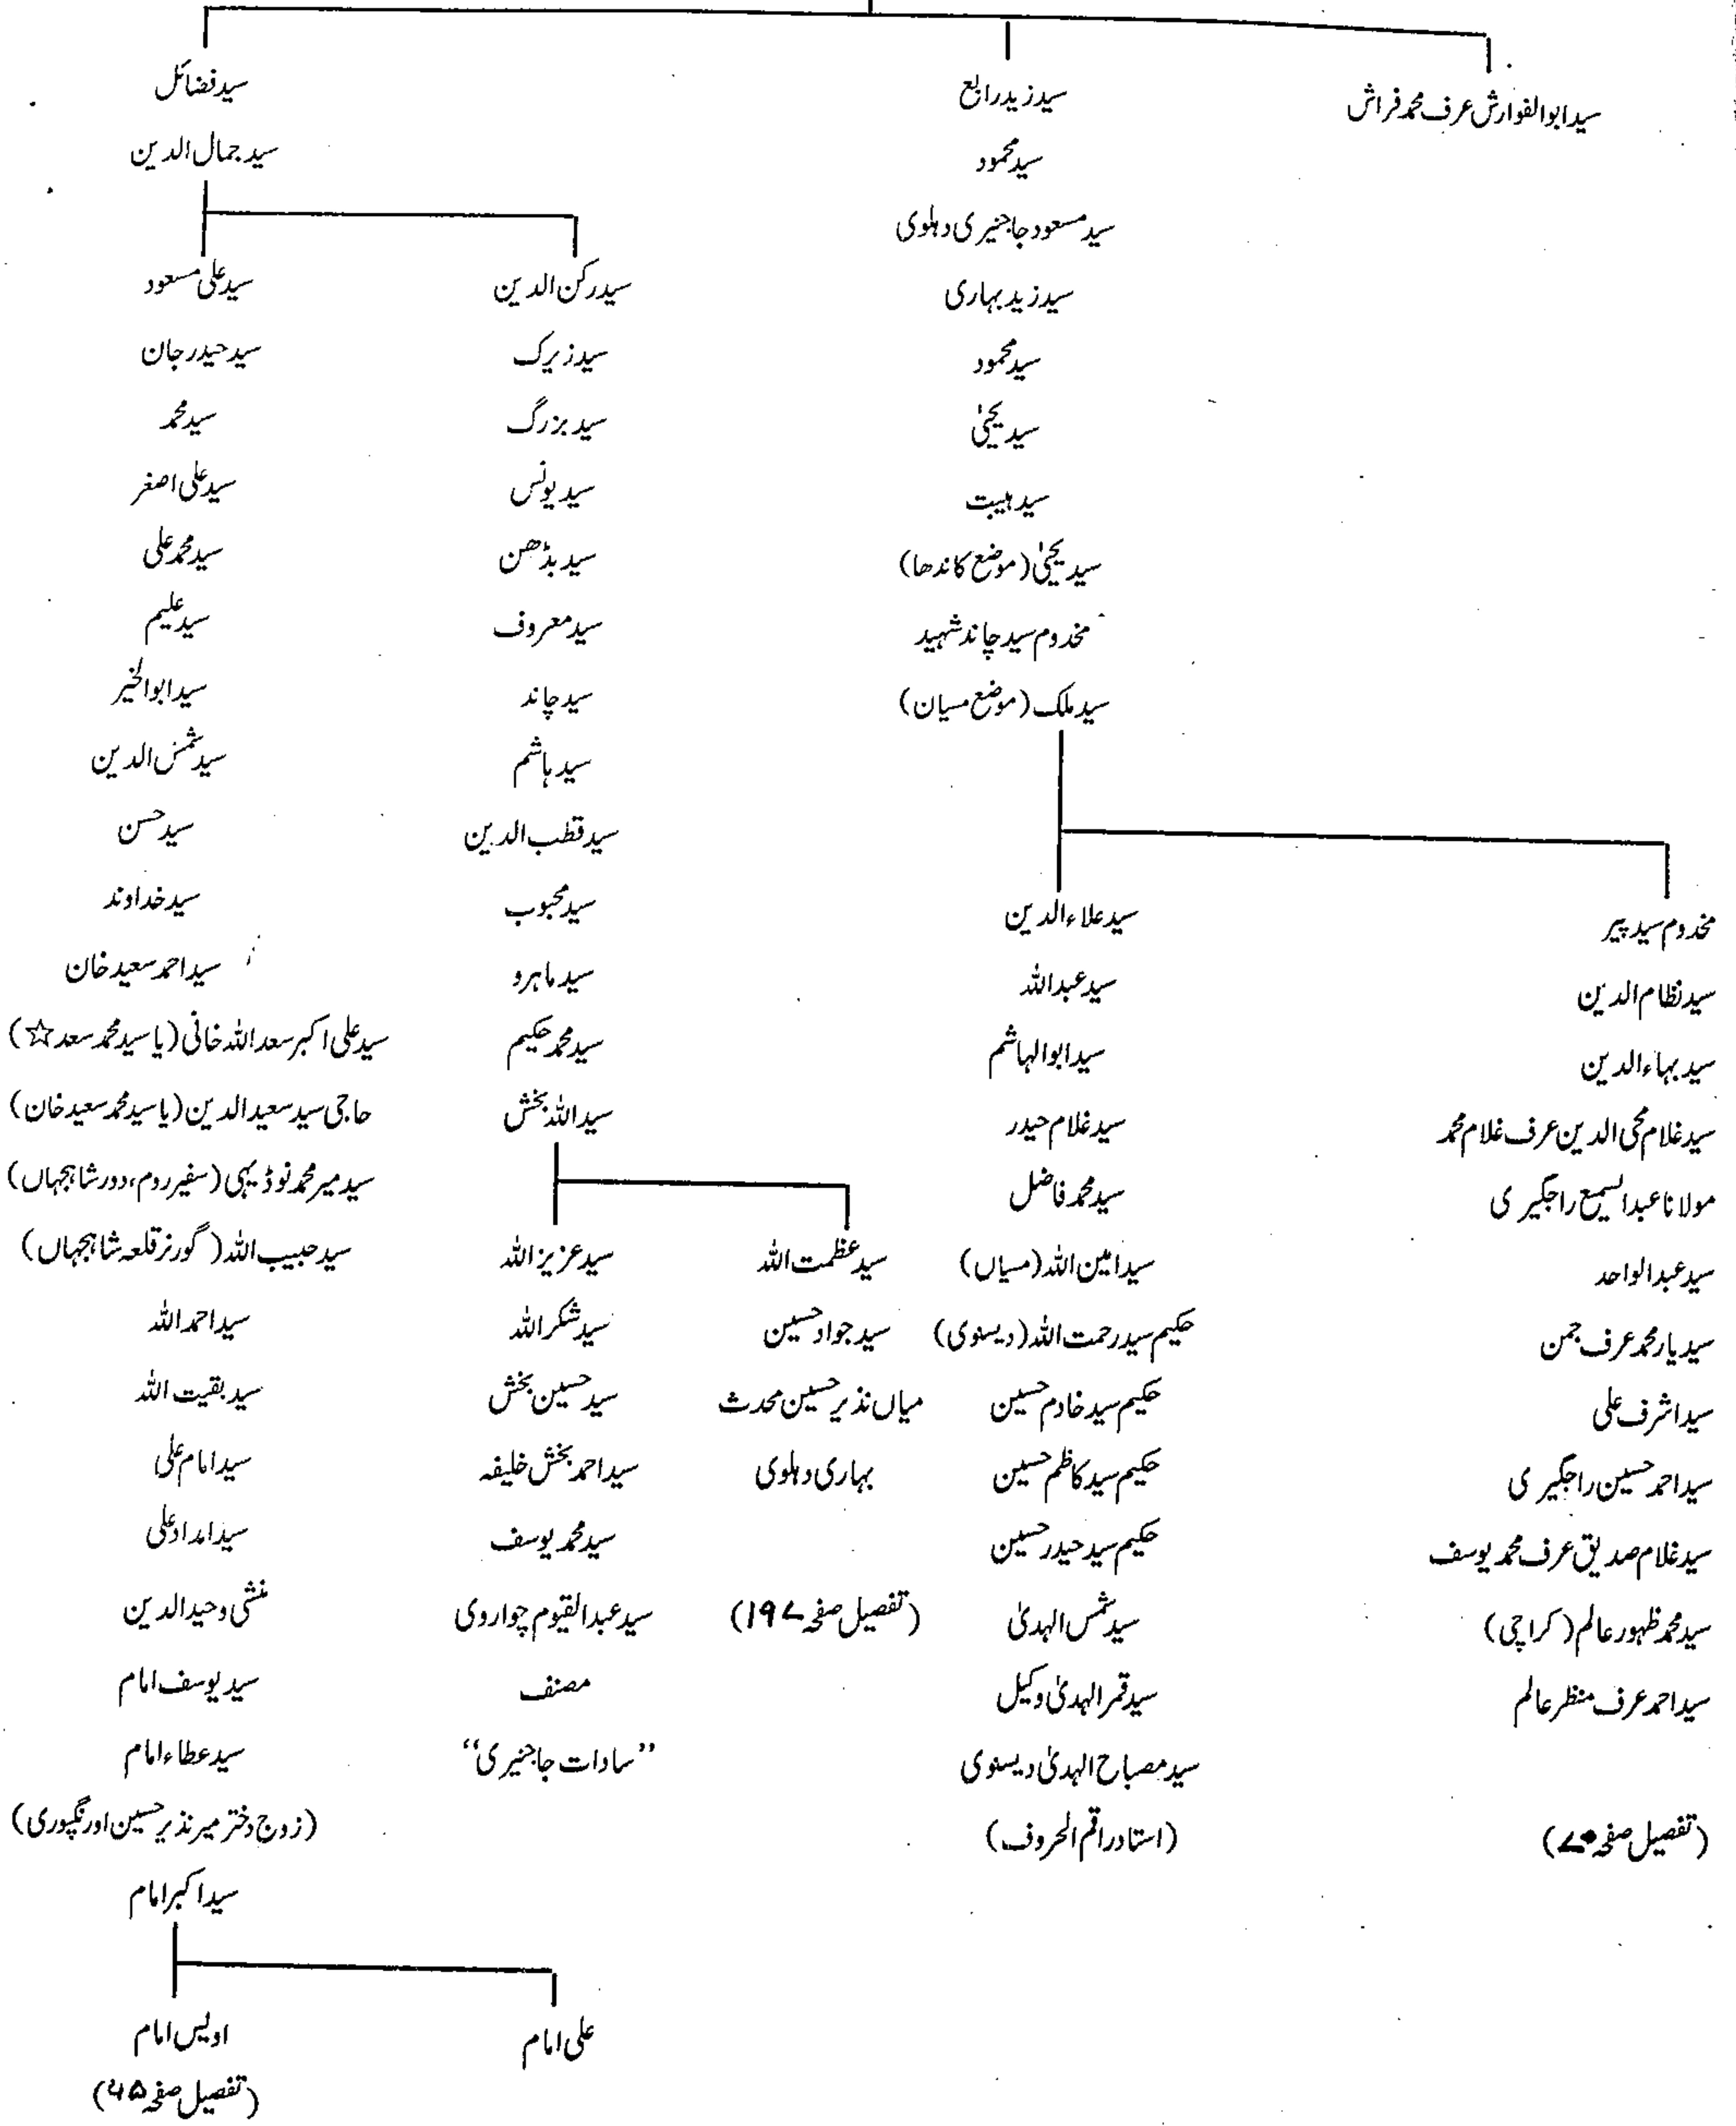 سید ابوالفوارش عرف محمد فراش
سید زید رابع
سید محمود
سید مسعود جاجنیری دہلوی
سید زید بہاری
سید محمود
سید یحییٰ
سید ہیبت
سید یحییٰ (موضع کاندھا)
مخدوم سید چاند شہید
سید ملک (موضع مسیان)
مخدوم سید پیر
سید نظام الدین
سید بہاء الدین
سید غلام محی الدین عرف غلام محمد
مولانا عبدالسمیع راجگیری
سید عبدالواحد
سید یار محمد عرف جمن
سید اشرف علی
سید احمد حسین راجگیری
سید غلام صدیق عرف محمد یوسف
سید محمد ظہور عالم (کراچی)
سید احمد عرف منظر عالم
(تفصیل صفحہ ۷۰)
سید علاء الدین
سید عبداللہ
سید ابوالہاشم
سید غلام حیدر
سید محمد فاضل
سید امین اللہ (مسیاں)
حکیم سید رحمت اللہ (دیسنوی)
حکیم سید خادم حسین
حکیم سید کاظم حسین
حکیم سید حیدر حسین
سید شمس الہدیٰ
سید قمر الہدیٰ وکیل
سید مصباح الہدیٰ دیسنوی
(استاد راقم الحروف)
سید فضائل
سید جمال الدین
سید رکن الدین
سید زیرک
سید بزرگ
سید یونس
سید بڈھن
سید معروف
سید چاند
سید ہاشم
سید قطب الدین
سید محبوب
سید ماہرو
سید محمد حکیم
سید اللہ بخش
سید عظمت اللہ
سید جواد حسین
میاں نذیر حسین محدث
بہاری دہلوی
(تفصیل صفحہ ۱۹۷)
سید عزیز اللہ
سید شکر اللہ
سید حسین بخش
سید احمد بخش خلیفہ
سید محمد یوسف
سید عبدالقیوم چواروی
مصنف
”سادات جاجنیری“
سید علی مسعود
سید حیدر جان
سید محمد
سید علی اصغر
سید محمد علی
سید علیم
سید ابوالخیر
سید شمس الدین
سید حسن
سید خداوند
سید احمد سعید خان
سید علی اکبر سعد اللہ خانی (یا سید محمد سعد☆)
حاجی سید سعید الدین (یا سید محمد سعید خان)
سید میر محمد نوڈیہی (سفیر روم، دور شاہجہاں)
سید حبیب اللہ (گورنر قلعہ شاہجہاں)
سید احمد اللہ
سید بقیت اللہ
سید امام علی
سید امداد علی
منشی وحید الدین
سید یوسف امام
سید عطاء امام
(زوج دختر میر نذیر حسین اورنگپوری)
سید اکبر امام
علی امام
اویس امام
(تفصیل صفحہ ۶۵)